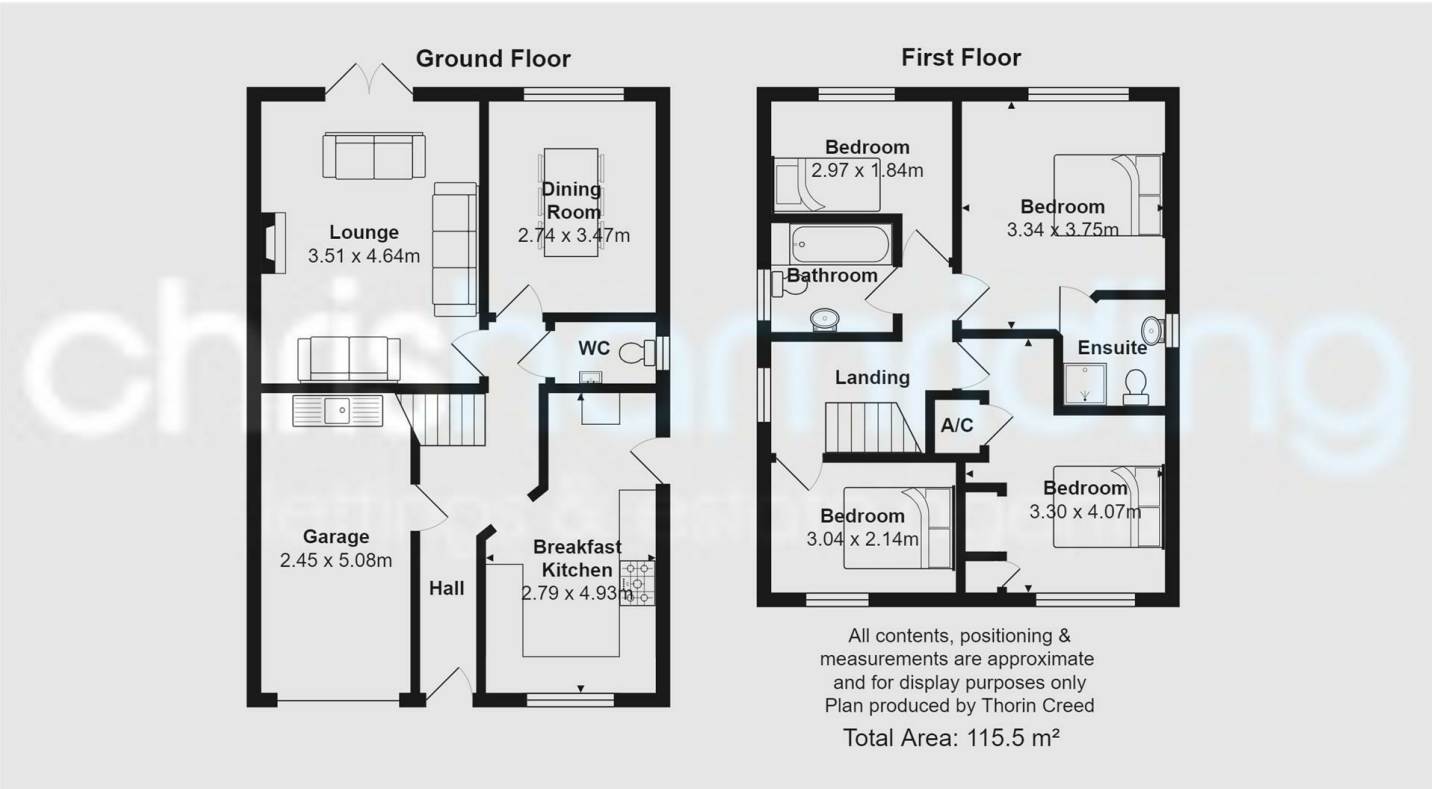 Ground Floor
Lounge
3.51 x 4.64m
Dining
Room
2.74 x 3.47m
WC
Garage
2.45 x 5.08m
Hall
Breakfast
Kitchen
2.79 x 4.93m
First Floor
Bedroom
2.97 x 1.84m
Bedroom
3.34 x 3.75m
Bathroom
Ensuite
Landing
A/C
Bedroom
3.04 x 2.14m
Bedroom
3.30 x 4.07m
All contents, positioning &
measurements are approximate
and for display purposes only
Plan produced by Thorin Creed
Total Area: 115.5 m²